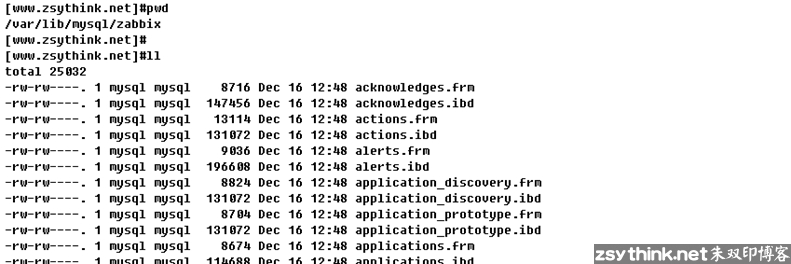 [www.zsythink.net]#pwd
/var/lib/mysql/zabbix
[www.zsythink.net]#
[www.zsythink.net]#ll
total 25032
-rw-rw----. 1 mysql mysql   8716 Dec 16 12:48 acknowledges.frm
-rw-rw----. 1 mysql mysql 147456 Dec 16 12:48 acknowledges.ibd
-rw-rw----. 1 mysql mysql  13114 Dec 16 12:48 actions.frm
-rw-rw----. 1 mysql mysql 131072 Dec 16 12:48 actions.ibd
-rw-rw----. 1 mysql mysql   9036 Dec 16 12:48 alerts.frm
-rw-rw----. 1 mysql mysql 196608 Dec 16 12:48 alerts.ibd
-rw-rw----. 1 mysql mysql   8824 Dec 16 12:48 application_discovery.frm
-rw-rw----. 1 mysql mysql 131072 Dec 16 12:48 application_discovery.ibd
-rw-rw----. 1 mysql mysql   8704 Dec 16 12:48 application_prototype.frm
-rw-rw----. 1 mysql mysql 131072 Dec 16 12:48 application_prototype.ibd
-rw-rw----. 1 mysql mysql   8674 Dec 16 12:48 applications.frm
-rw-rw----. 1 mysql mysql 114688 Dec 16 12:48 applications.ibd
zsythink.net朱双印博客